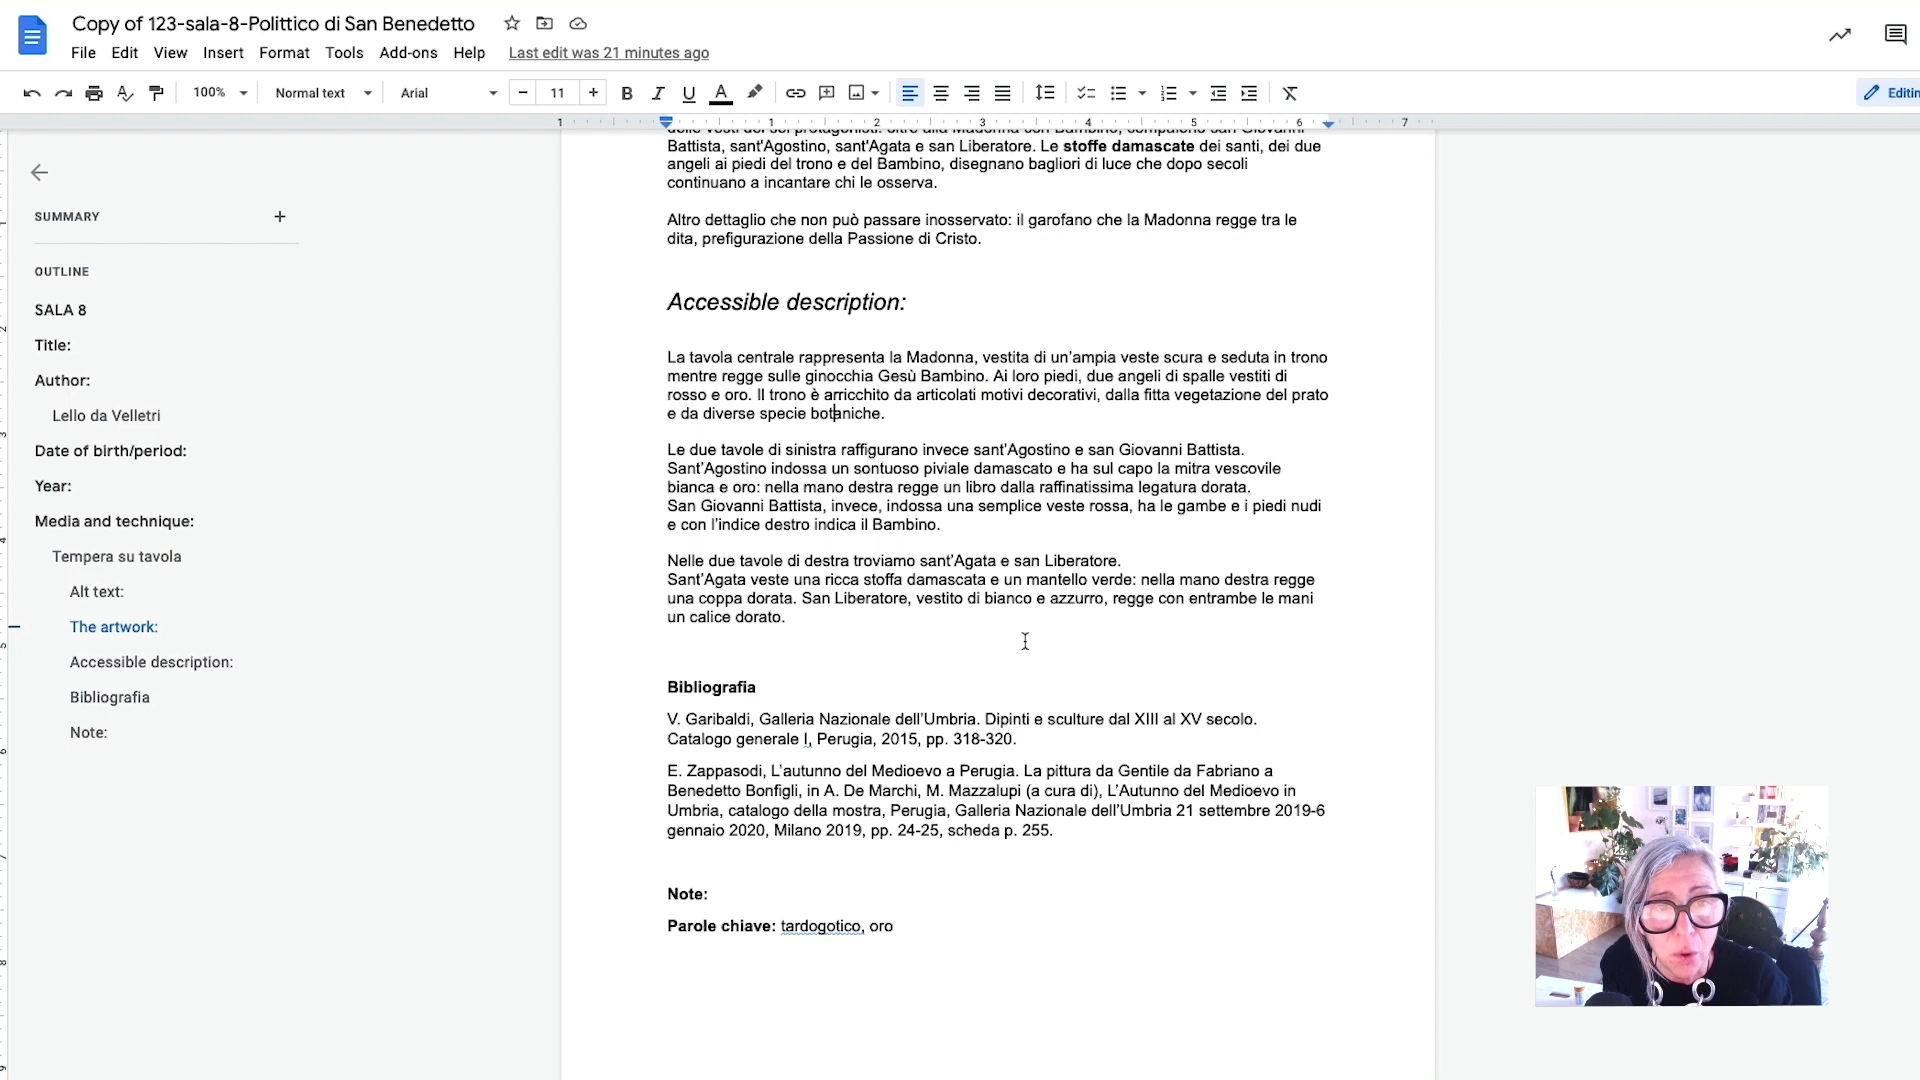 Copy of 123-sala-8-Polittico di San Benedetto
File Edit View Insert Format Tools Add-ons Help Last edit was 21 minutes ago
100% Normal text Arial 11 B I U A
1 1 2 3 4 5 6 7
SUMMARY
OUTLINE
SALA 8
Title:
Author:
Lello da Velletri
Date of birth/period:
Year:
Media and technique:
Tempera su tavola
Alt text:
The artwork:
Accessible description:
Bibliografia
Note:
delle vesti dei sei protagonisti: oltre alla Madonna con Bambino, compaiono san Giovanni
Battista, sant'Agostino, sant'Agata e san Liberatore. Le stoffe damascate dei santi, dei due
angeli ai piedi del trono e del Bambino, disegnano bagliori di luce che dopo secoli
continuano a incantare chi le osserva.
Altro dettaglio che non può passare inosservato: il garofano che la Madonna regge tra le
dita, prefigurazione della Passione di Cristo.
Accessible description:
La tavola centrale rappresenta la Madonna, vestita di un'ampia veste scura e seduta in trono
mentre regge sulle ginocchia Gesù Bambino. Ai loro piedi, due angeli di spalle vestiti di
rosso e oro. Il trono è arricchito da articolati motivi decorativi, dalla fitta vegetazione del prato
e da diverse specie botaniche.
Le due tavole di sinistra raffigurano invece sant'Agostino e san Giovanni Battista.
Sant'Agostino indossa un sontuoso piviale damascato e ha sul capo la mitra vescovile
bianca e oro: nella mano destra regge un libro dalla raffinatissima legatura dorata.
San Giovanni Battista, invece, indossa una semplice veste rossa, ha le gambe e i piedi nudi
e con l'indice destro indica il Bambino.
Nelle due tavole di destra troviamo sant'Agata e san Liberatore.
Sant'Agata veste una ricca stoffa damascata e un mantello verde: nella mano destra regge
una coppa dorata. San Liberatore, vestito di bianco e azzurro, regge con entrambe le mani
un calice dorato.
Bibliografia
V. Garibaldi, Galleria Nazionale dell'Umbria. Dipinti e sculture dal XIII al XV secolo.
Catalogo generale I, Perugia, 2015, pp. 318-320.
E. Zappasodi, L'autunno del Medioevo a Perugia. La pittura da Gentile da Fabriano a
Benedetto Bonfigli, in A. De Marchi, M. Mazzalupi (a cura di), L'Autunno del Medioevo in
Umbria, catalogo della mostra, Perugia, Galleria Nazionale dell'Umbria 21 settembre 2019-6
gennaio 2020, Milano 2019, pp. 24-25, scheda p. 255.
Note:
Parole chiave: tardogotico, oro
Editin